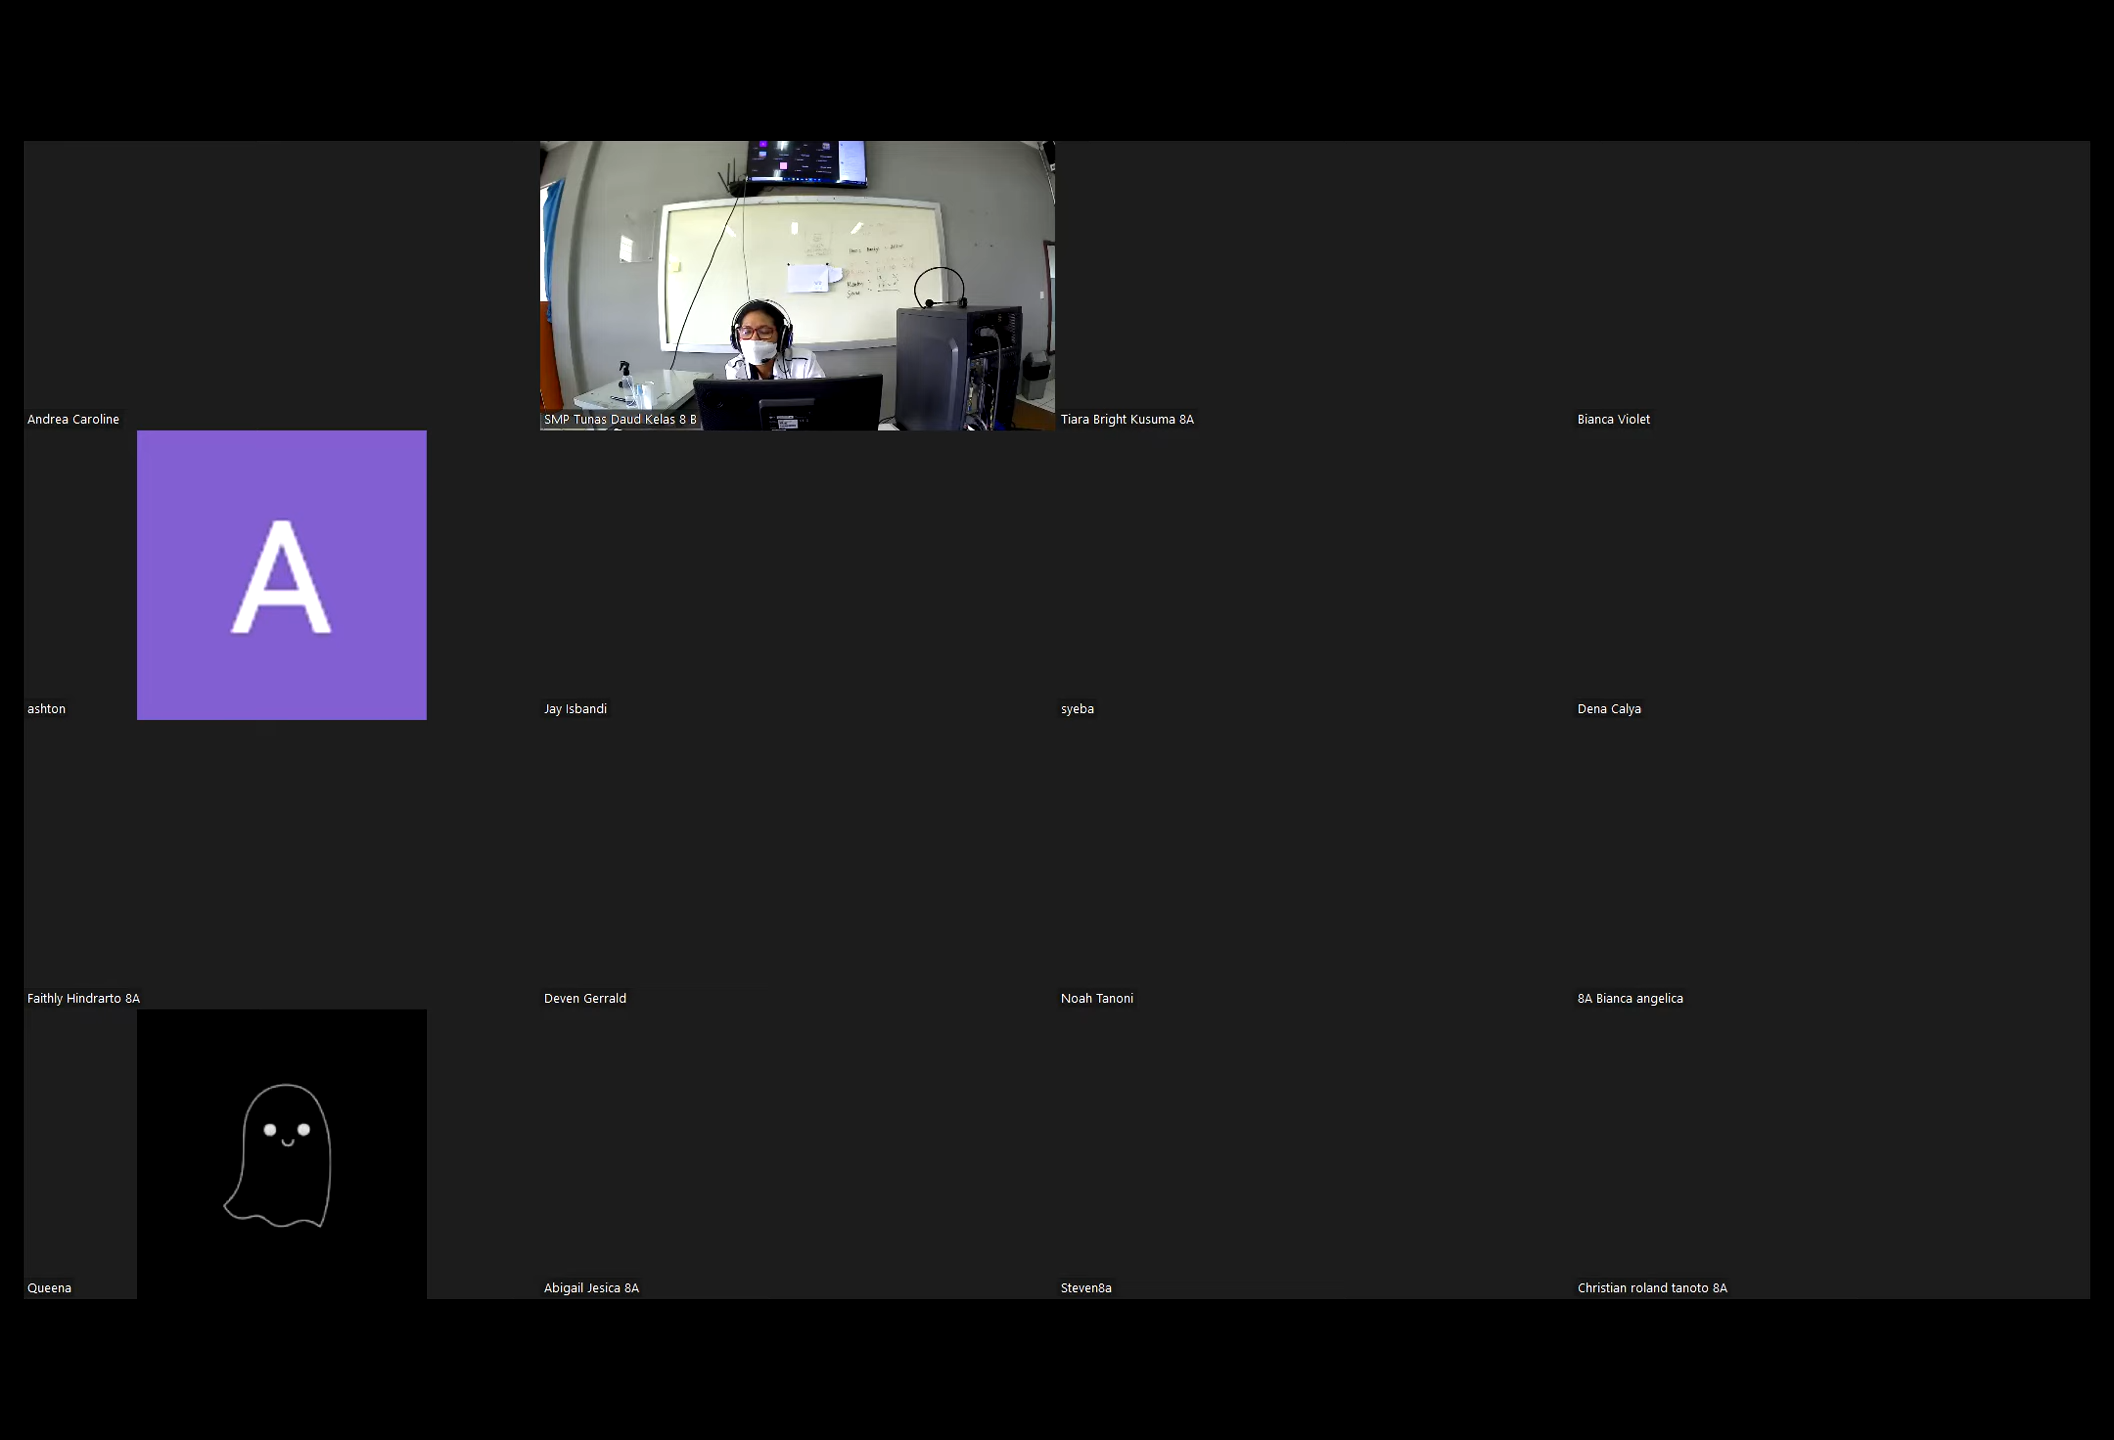 Andrea Caroline
SMP Tunas Daud Kelas 8 B
Tiara Bright Kusuma 8A
Bianca Violet
A
ashton
Jay Isbandi
syeba
Dena Calya
Faithly Hindrarto 8A
Deven Gerrald
Noah Tanoni
8A Bianca angelica
Queena
Abigail Jesica 8A
Steven8a
Christian roland tanoto 8A